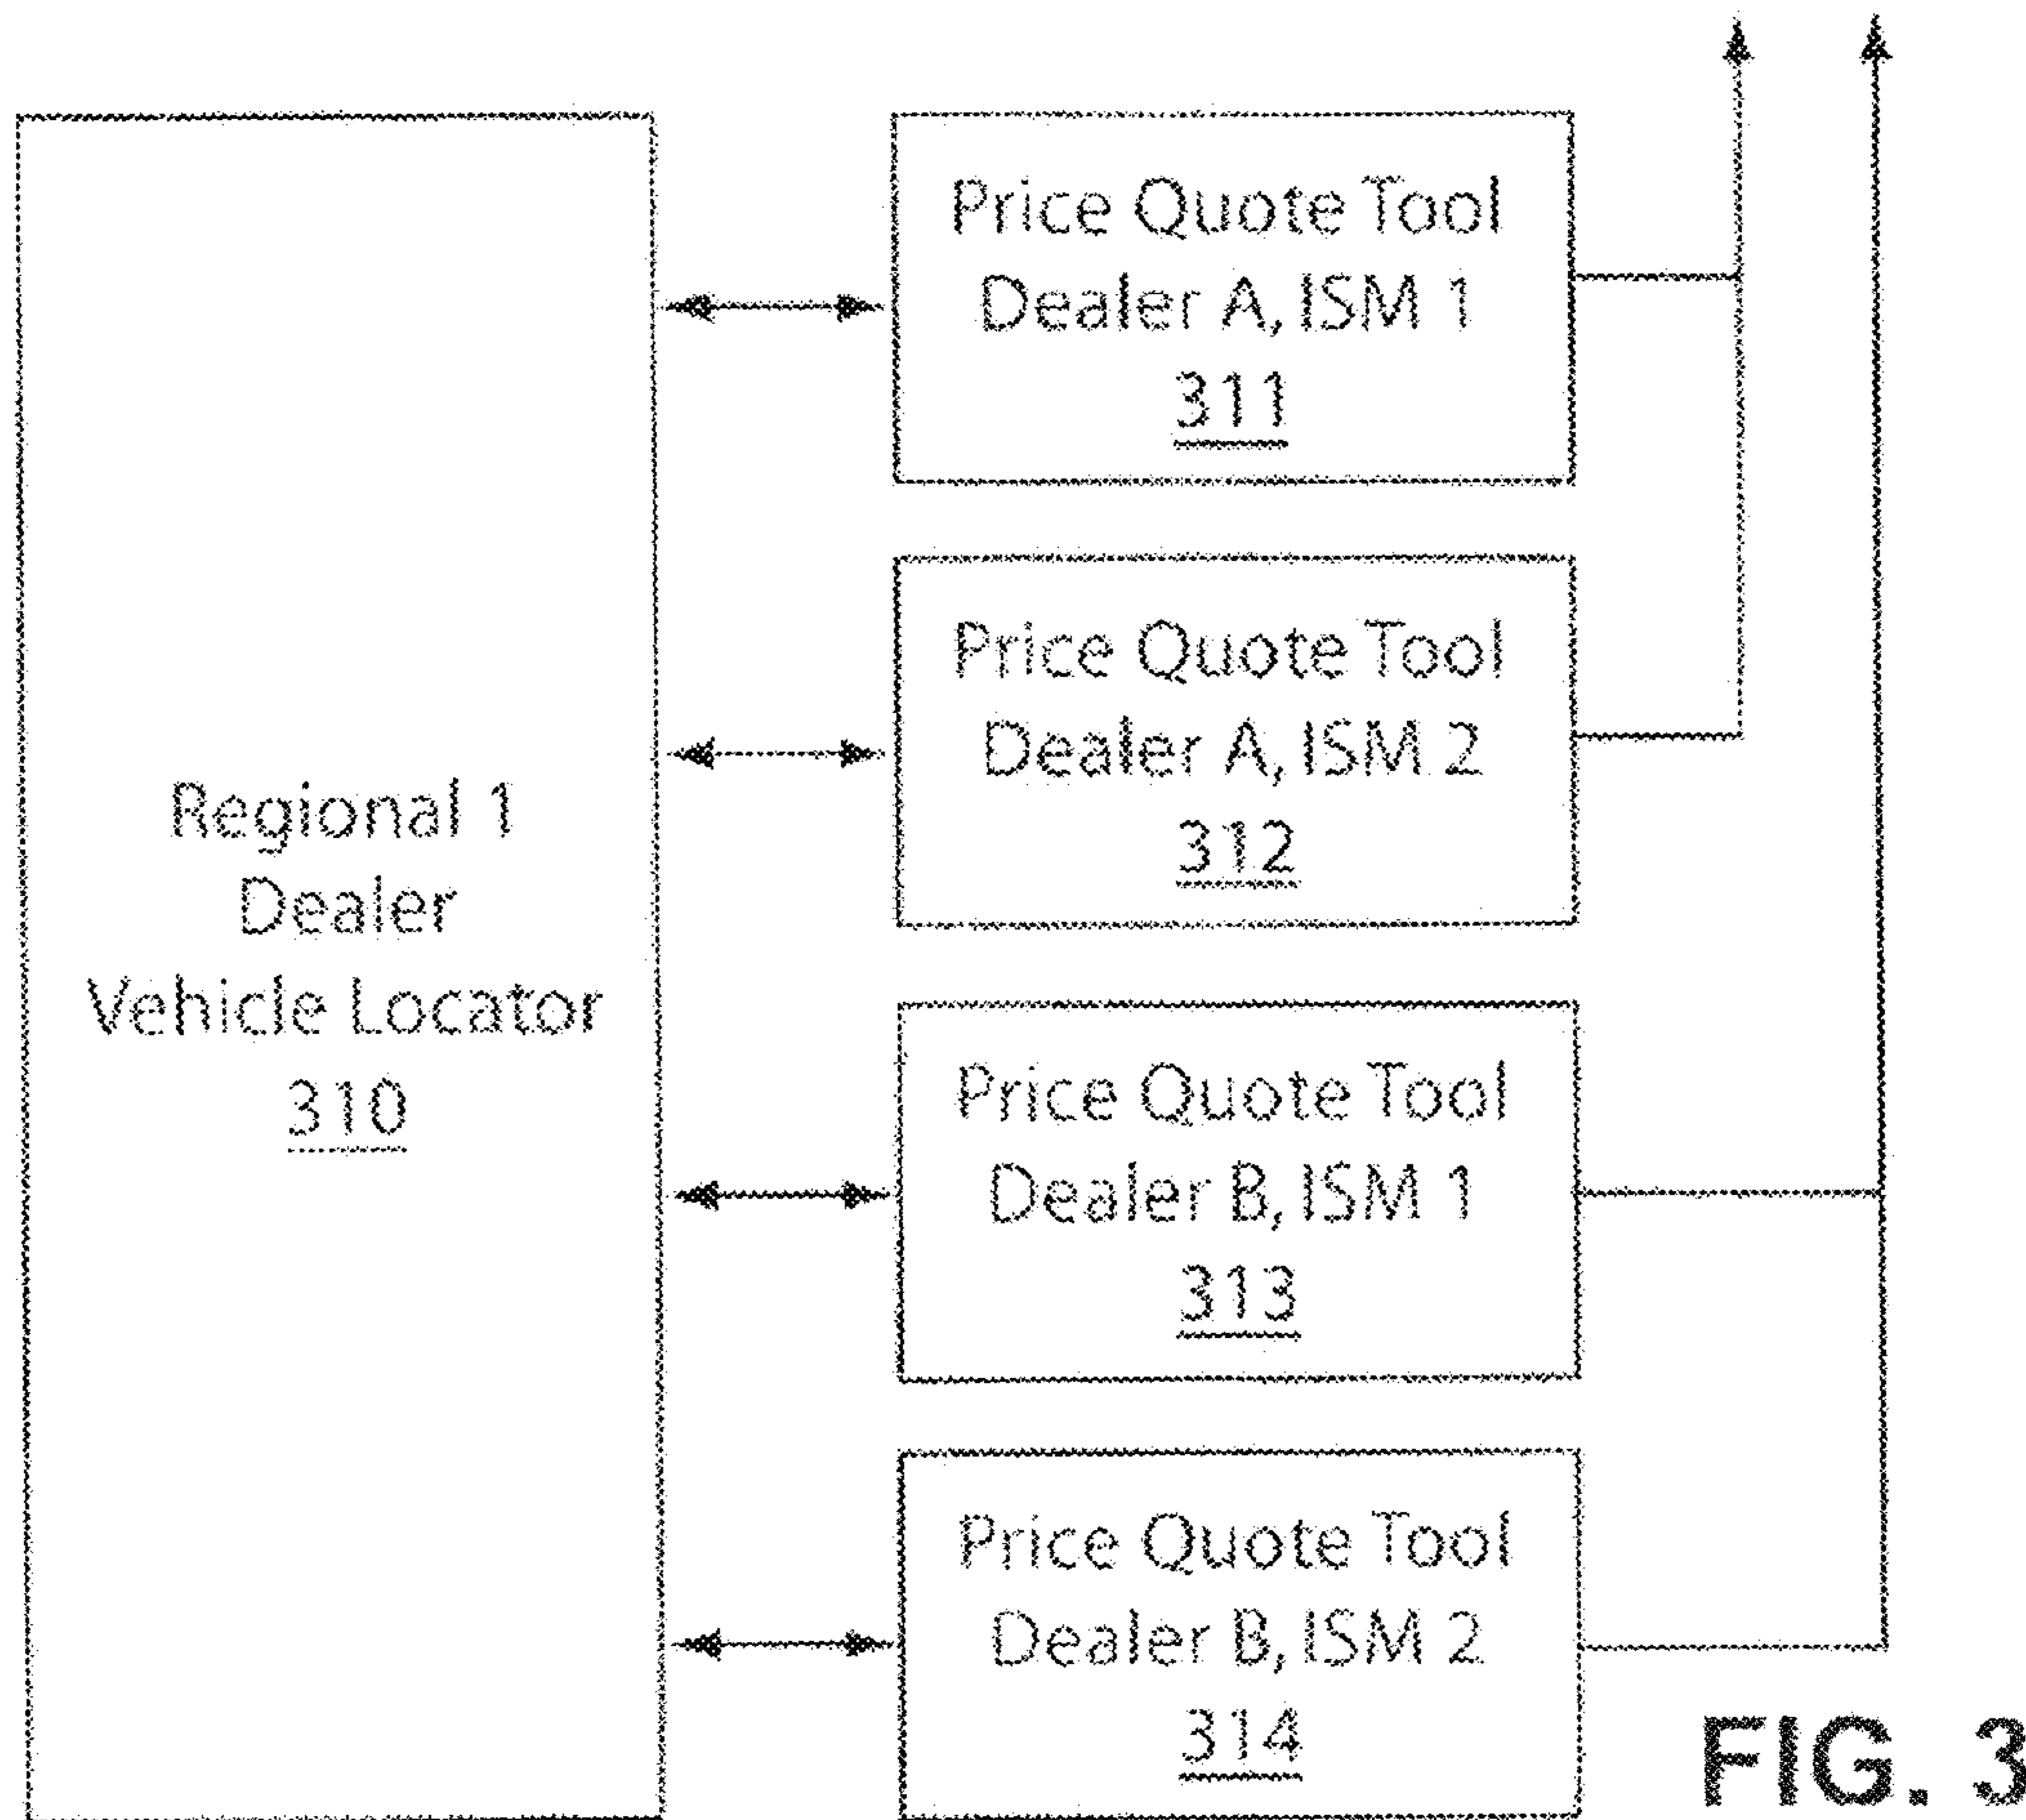 Regional 1
Dealer
Vehicle Locator
310
Price Quote Tool
Dealer A, ISM 1
311
Price Quote Tool
Dealer A, ISM 2
312
Price Quote Tool
Dealer B, ISM 1
313
Price Quote Tool
Dealer B, ISM 2
314
FIG. 3